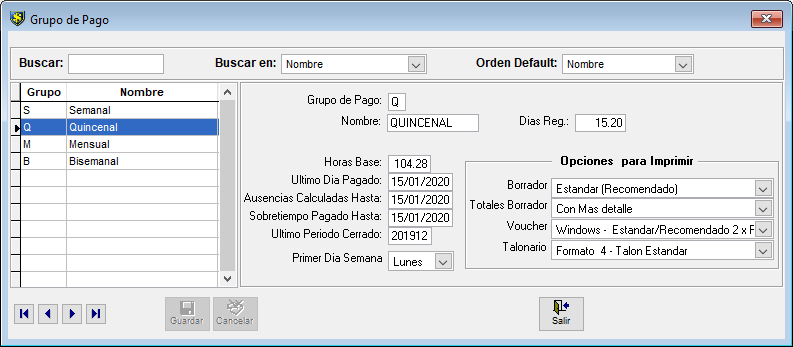 Grupo de Pago
Buscar: Buscar en: Nombre Orden Default: Nombre
Grupo Nombre
S Semanal
Q Quincenal
M Mensual
B Bisemanal
Grupo de Pago: Q
Nombre: QUINCENAL Dias Reg.: 15.20
Horas Base: 104.28
Ultimo Dia Pagado: 15/01/2020
Ausencias Calculadas Hasta: 15/01/2020
Sobretiempo Pagado Hasta: 15/01/2020
Ultimo Periodo Cerrado: 201912
Primer Dia Semana Lunes
Opciones para Imprimir
Borrador Estandar (Recomendado)
Totales Borrador Con Mas detalle
Voucher Windows - Estandar/Recomendado 2 x F
Talonario Formato 4 - Talon Estandar
Guardar Cancelar Salir